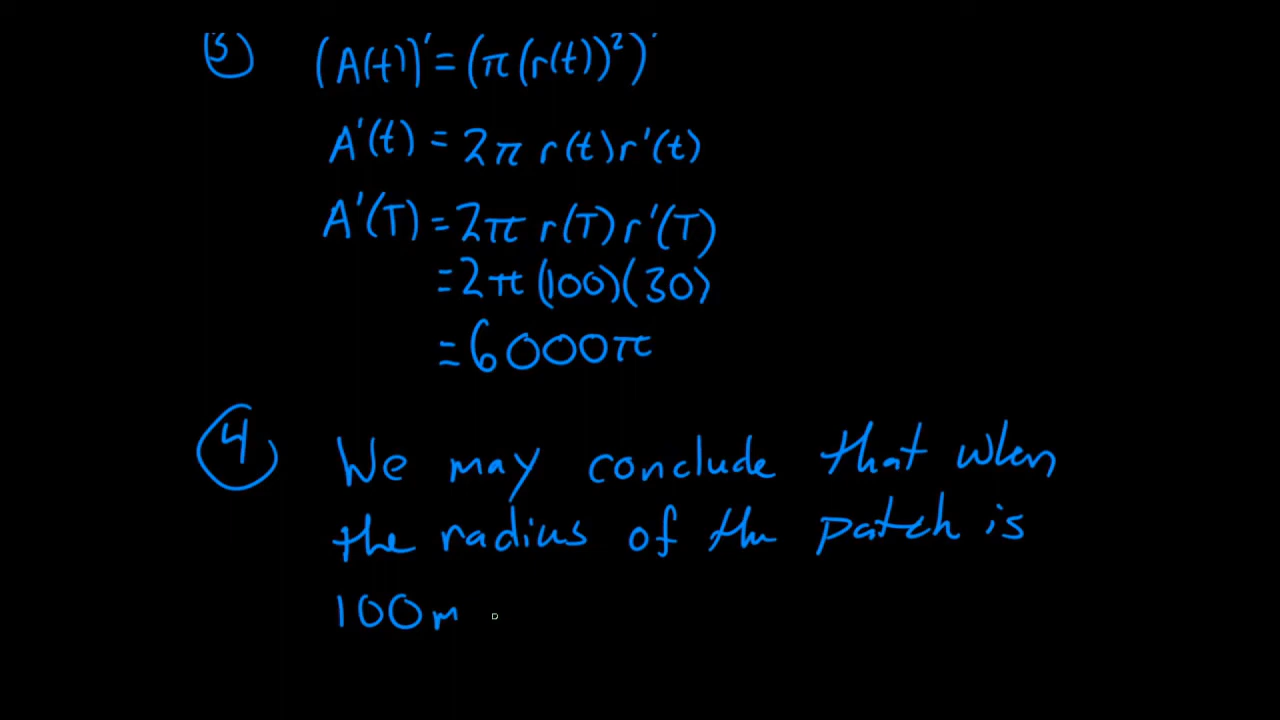 ③ (A(t))' = (π(r(t))²)'
A'(t) = 2π r(t) r'(t)
A'(T) = 2π r(T) r'(T)
= 2π (100)(30)
= 6000π
④ We may conclude that when
the radius of the patch is
100m